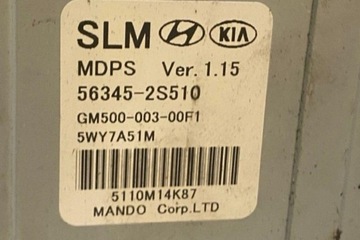 SLM KIA
MDPS Ver. 1.15
56345-2S510
GM500-003-00F1
5WY7A51M
5110M14K87
MANDO Corp.LTD